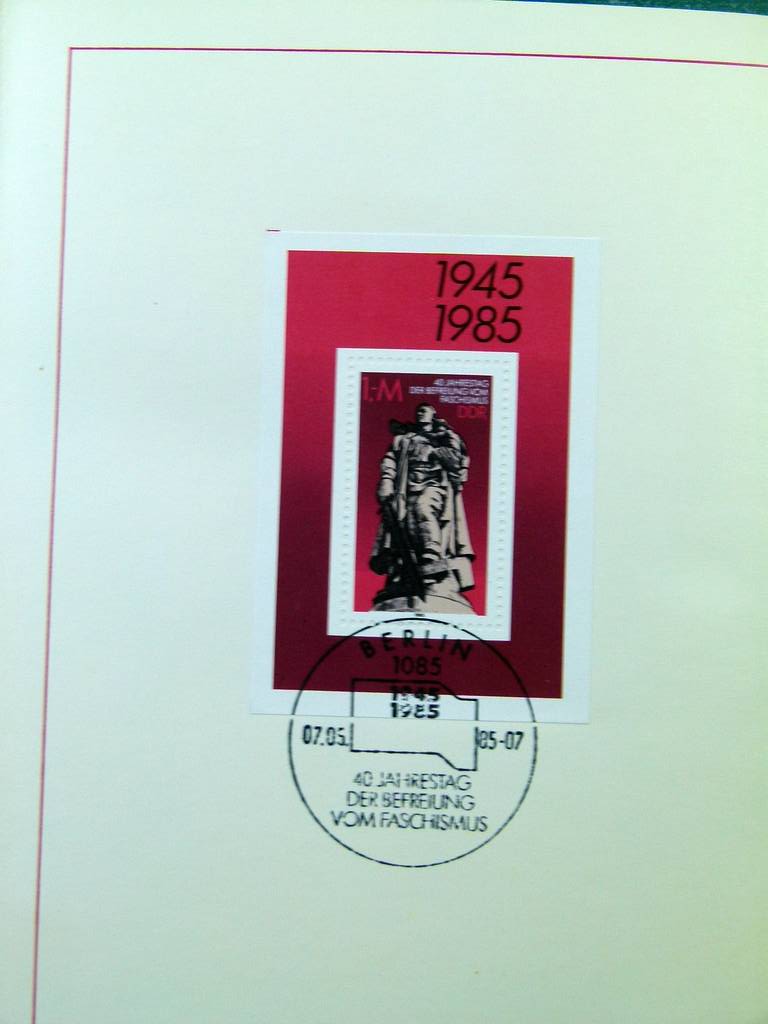 1945
1985
1,-M
40. JAHRESTAG
DER BEFREIUNG VOM
FASCHISMUS
DDR
BERLIN
1085
1945
1985
07.05. 85-07
40. JAHRESTAG
DER BEFREIUNG
VOM FASCHISMUS